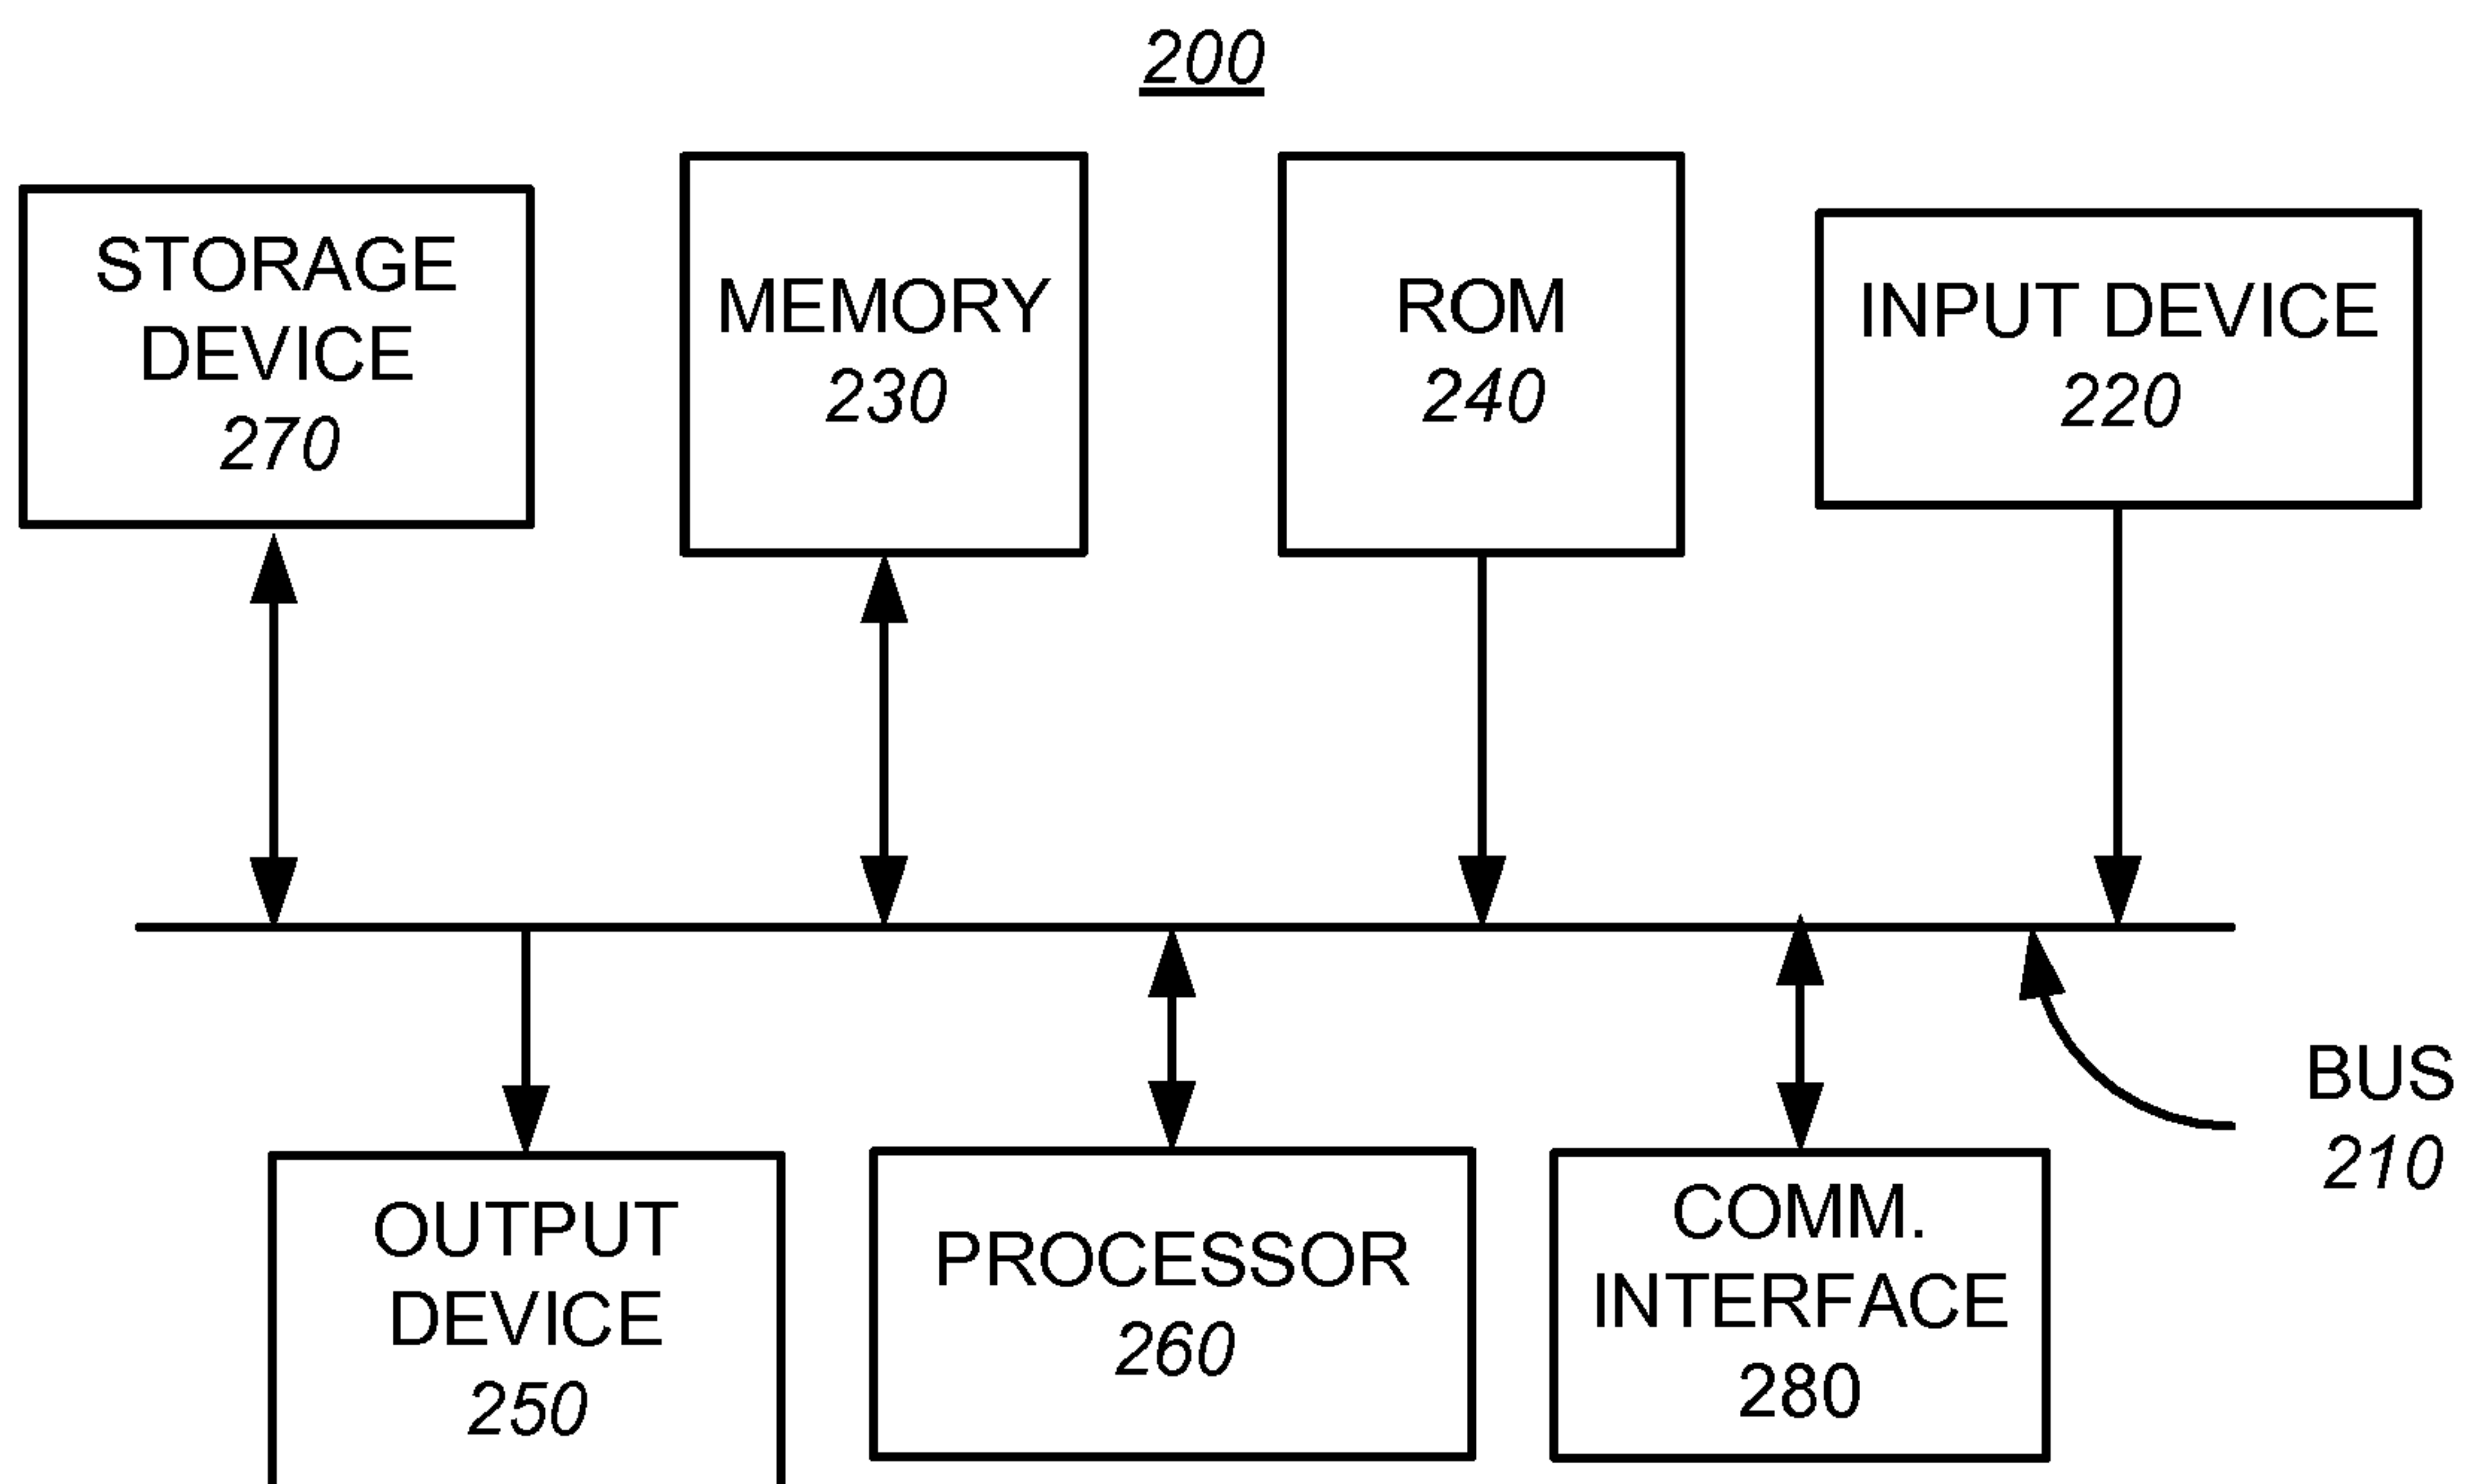 200
STORAGE
DEVICE
270
MEMORY
230
ROM
240
INPUT DEVICE
220
BUS
210
OUTPUT
DEVICE
250
PROCESSOR
260
COMM.
INTERFACE
280